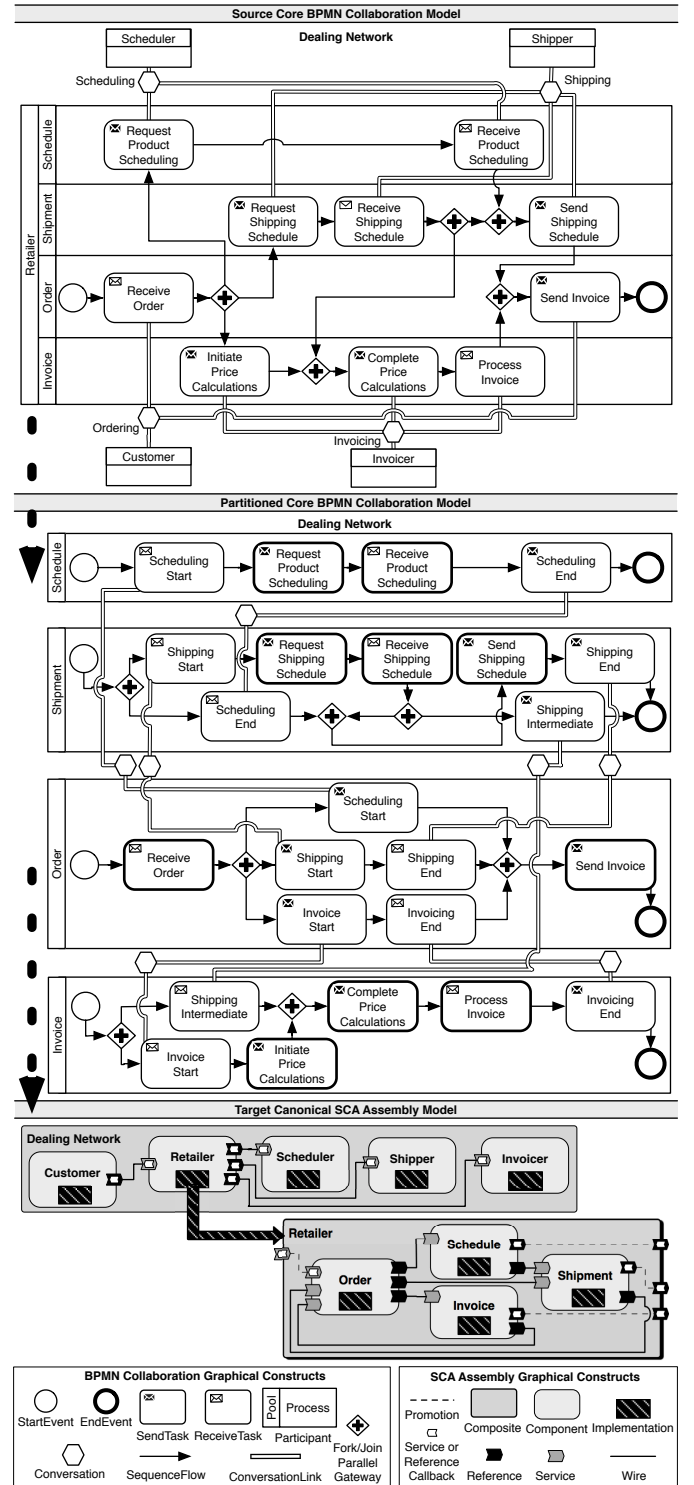 Source Core BPMN Collaboration Model
Dealing Network
Scheduler
Shipper
Scheduling
Shipping
Retailer
Schedule
Request
Product
Scheduling
Receive
Product
Scheduling
Shipment
Request
Shipping
Schedule
Receive
Shipping
Schedule
Send
Shipping
Schedule
Order
Receive
Order
Send Invoice
Invoice
Initiate
Price
Calculations
Complete
Price
Calculations
Process
Invoice
Ordering
Invoicing
Customer
Invoicer
Partitioned Core BPMN Collaboration Model
Dealing Network
Schedule
Scheduling
Start
Request
Product
Scheduling
Receive
Product
Scheduling
Scheduling
End
Shipment
Shipping
Start
Request
Shipping
Schedule
Receive
Shipping
Schedule
Send
Shipping
Schedule
Shipping
End
Scheduling
End
Shipping
Intermediate
Order
Scheduling
Start
Receive
Order
Shipping
Start
Shipping
End
Send Invoice
Invoice
Start
Invoicing
End
Invoice
Shipping
Intermediate
Complete
Price
Calculations
Process
Invoice
Invoicing
End
Invoice
Start
Initiate
Price
Calculations
Target Canonical SCA Assembly Model
Dealing Network
Customer
Retailer
Scheduler
Shipper
Invoicer
Retailer
Order
Schedule
Invoice
Shipment
BPMN Collaboration Graphical Constructs
StartEvent
EndEvent
SendTask
ReceiveTask
Pool
Process
Participant
Fork/Join
Parallel
Gateway
Conversation
SequenceFlow
ConversationLink
SCA Assembly Graphical Constructs
Promotion
Composite
Component
Implementation
Service or
Reference
Callback
Reference
Service
Wire